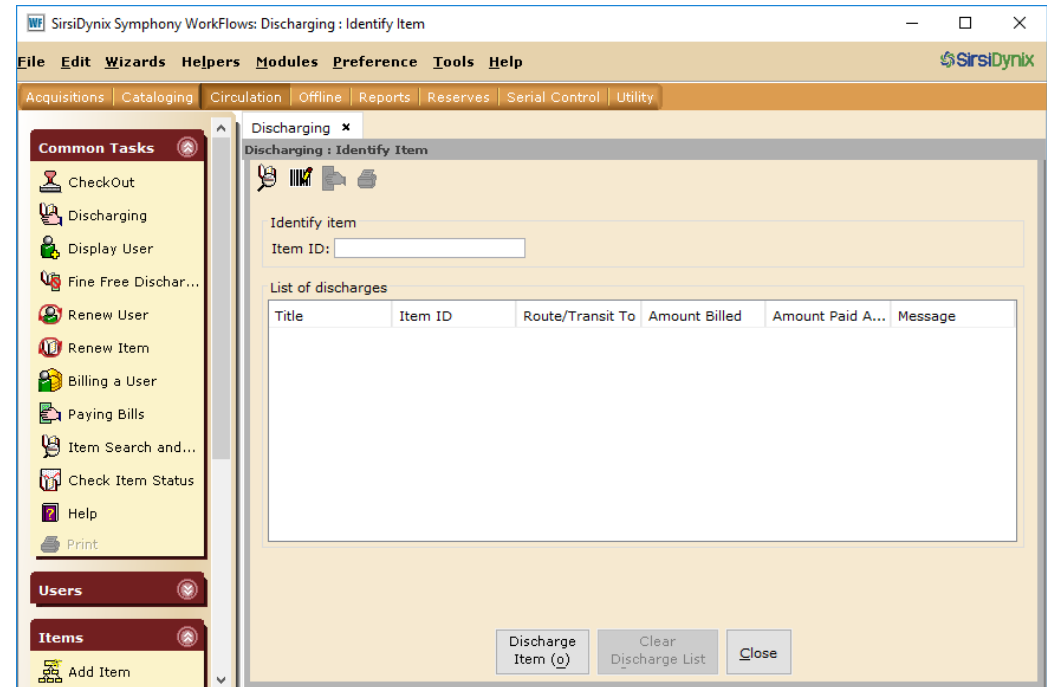 WF SirsiDynix Symphony WorkFlows: Discharging : Identify Item
File Edit Wizards Helpers Modules Preference Tools Help
SirsiDynix
Acquisitions Cataloging Circulation Offline Reports Reserves Serial Control Utility
Common Tasks
CheckOut
Discharging
Display User
Fine Free Dischar...
Renew User
Renew Item
Billing a User
Paying Bills
Item Search and...
Check Item Status
Help
Print
Users
Items
Add Item
Discharging
Discharging : Identify Item
Identify item
Item ID:
List of discharges
Title Item ID Route/Transit To Amount Billed Amount Paid A... Message
Discharge
Item (o)
Clear
Discharge List
Close